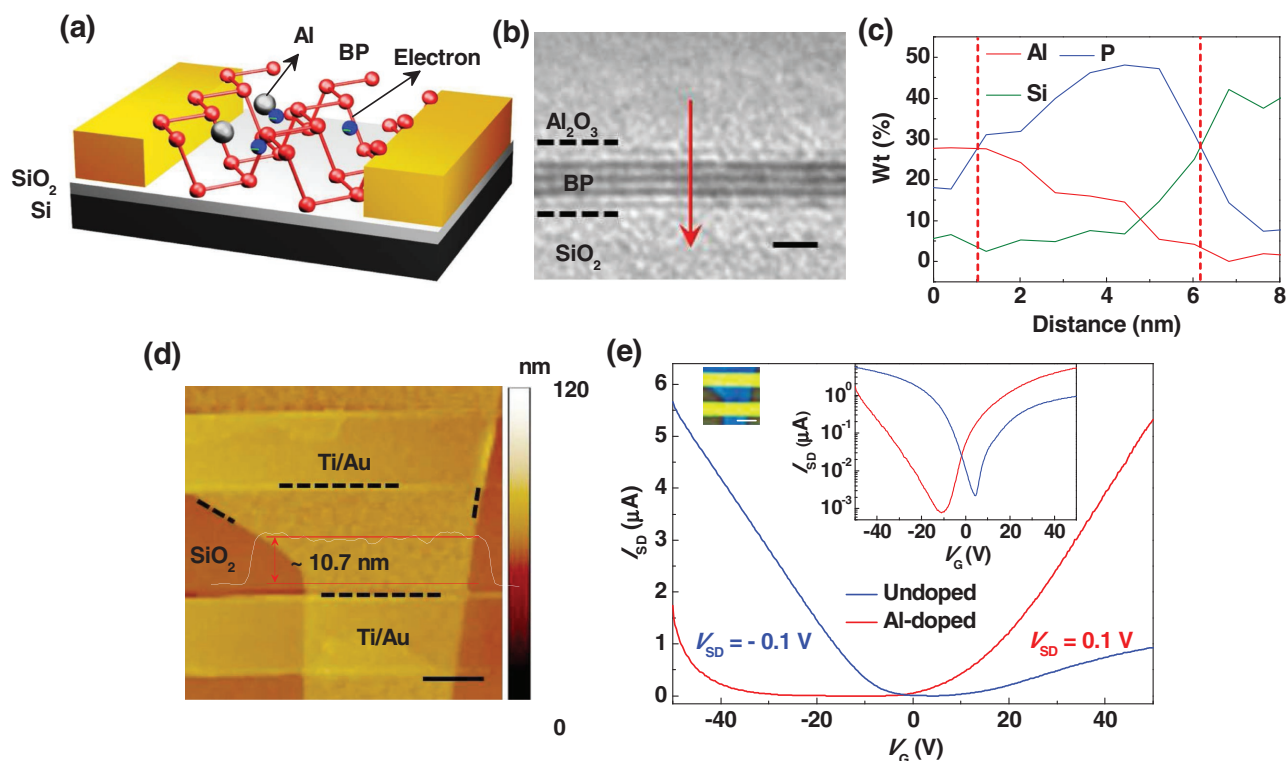 (a)
Al
BP
Electron
SiO2
Si
(b)
Al2O3
BP
SiO2
(c)
50
40
30
20
10
0
Wt (%)
Al
P
Si
0
2
4
6
8
Distance (nm)
(d)
nm
120
0
Ti/Au
SiO2
~ 10.7 nm
Ti/Au
(e)
6
5
4
3
2
1
0
ISD (μA)
-40
-20
0
20
40
VG (V)
10^0
10^-1
10^-2
10^-3
ISD (μA)
-40
-20
0
20
40
VG (V)
Undoped
Al-doped
VSD = - 0.1 V
VSD = 0.1 V